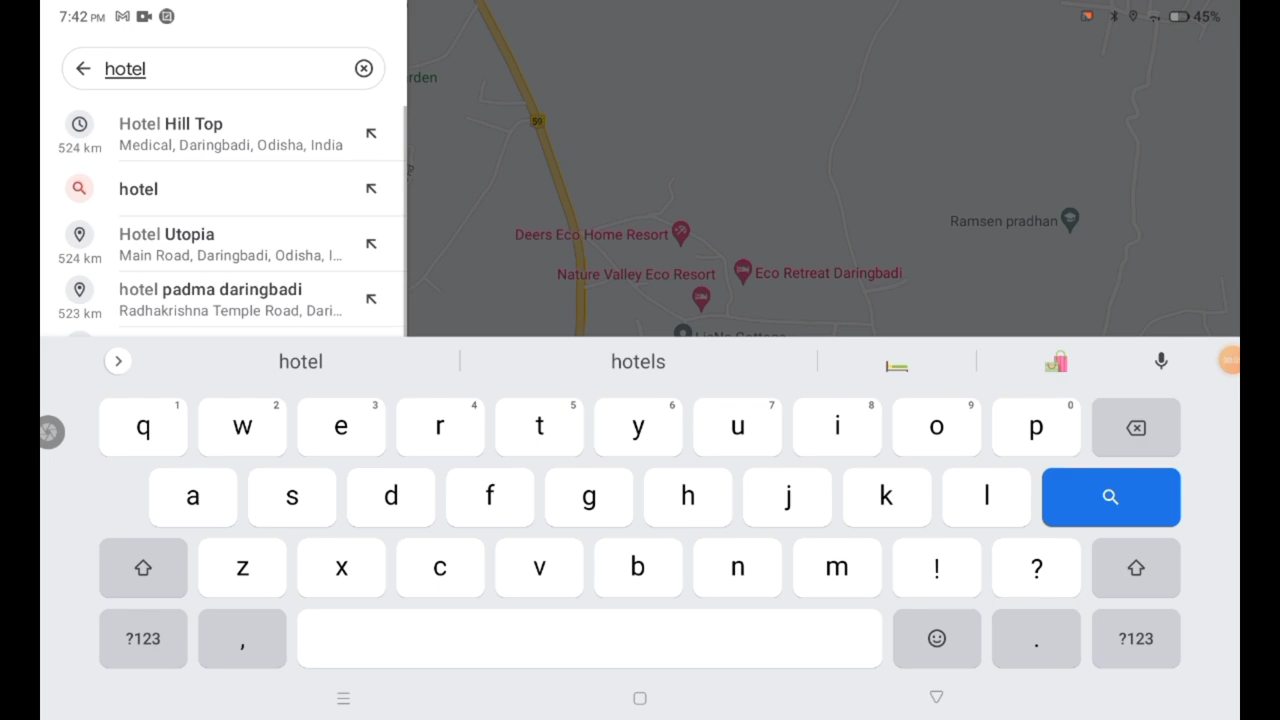 7:42 PM
45%
hotel
Hotel Hill Top
Medical, Daringbadi, Odisha, India
524 km
hotel
Hotel Utopia
Main Road, Daringbadi, Odisha, I...
524 km
hotel padma daringbadi
Radhakrishna Temple Road, Dari...
523 km
rden
59
Ramsen pradhan
Deers Eco Home Resort
Nature Valley Eco Resort
Eco Retreat Daringbadi
hotel hotels
q 1 w 2 e 3 r 4 t 5 y 6 u 7 i 8 o 9 p 0
a s d f g h j k l
z x c v b n m ! ?
?123 , . ?123